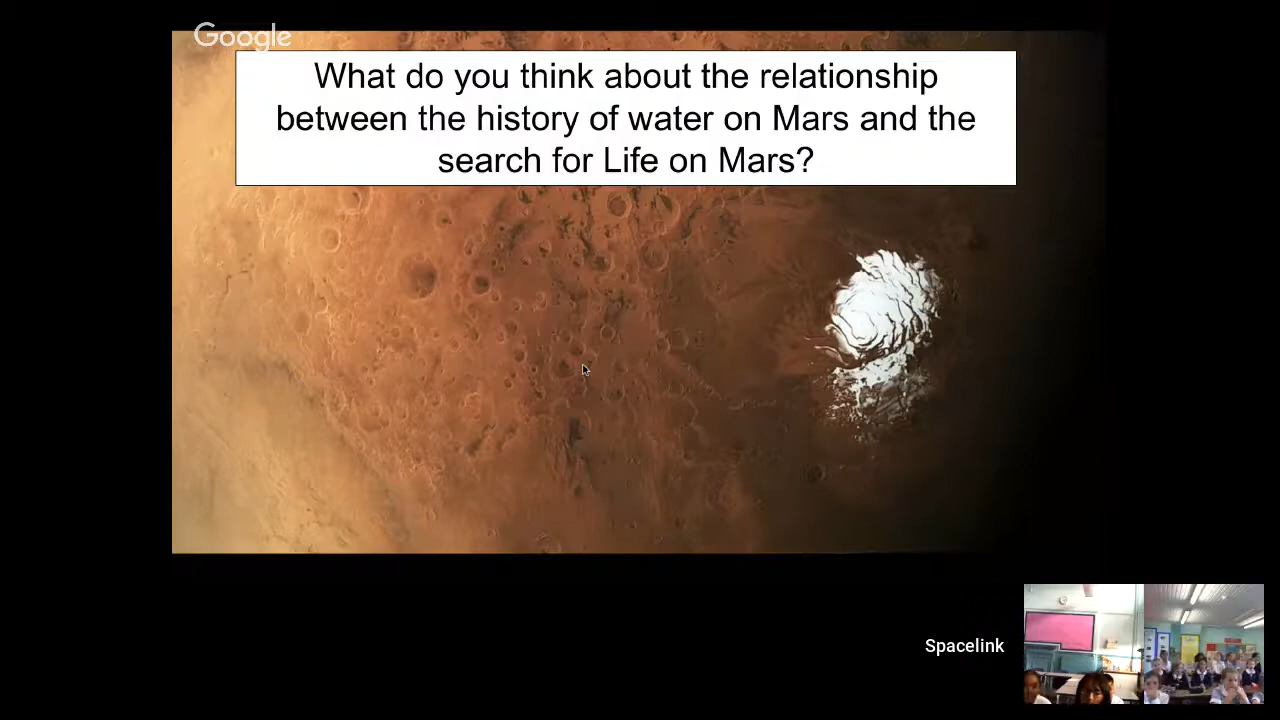 Google
What do you think about the relationship
between the history of water on Mars and the
search for Life on Mars?
Spacelink